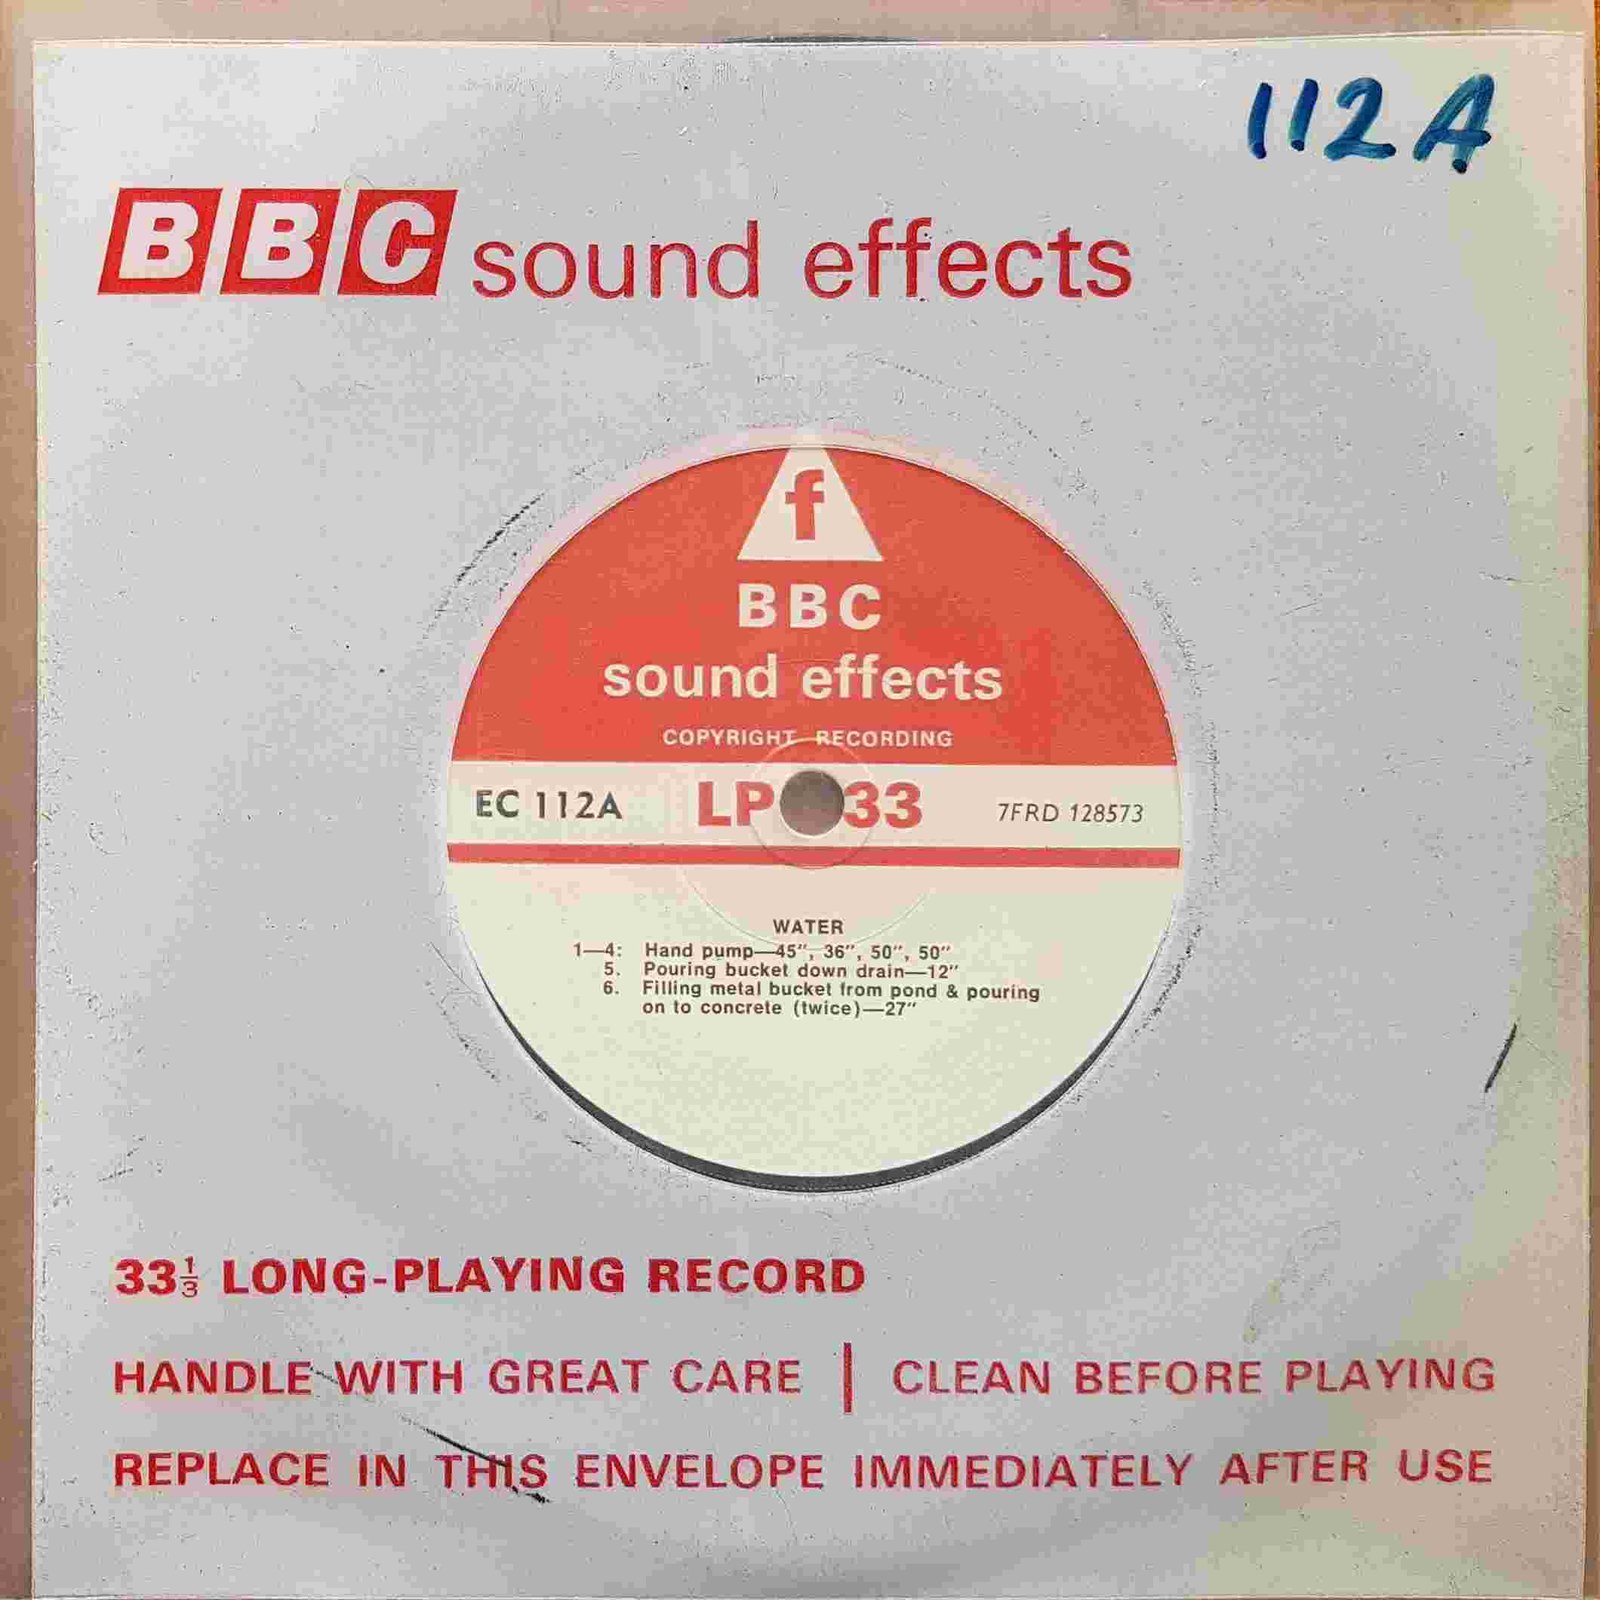 112A
BBC sound effects
f
BBC
sound effects
COPYRIGHT RECORDING
EC 112A LP 33 7FRD 128573
WATER
1—4: Hand pump—45", 36", 50", 50"
5. Pouring bucket down drain—12"
6. Filling metal bucket from pond & pouring
on to concrete (twice)—27"
33⅓ LONG-PLAYING RECORD
HANDLE WITH GREAT CARE | CLEAN BEFORE PLAYING
REPLACE IN THIS ENVELOPE IMMEDIATELY AFTER USE